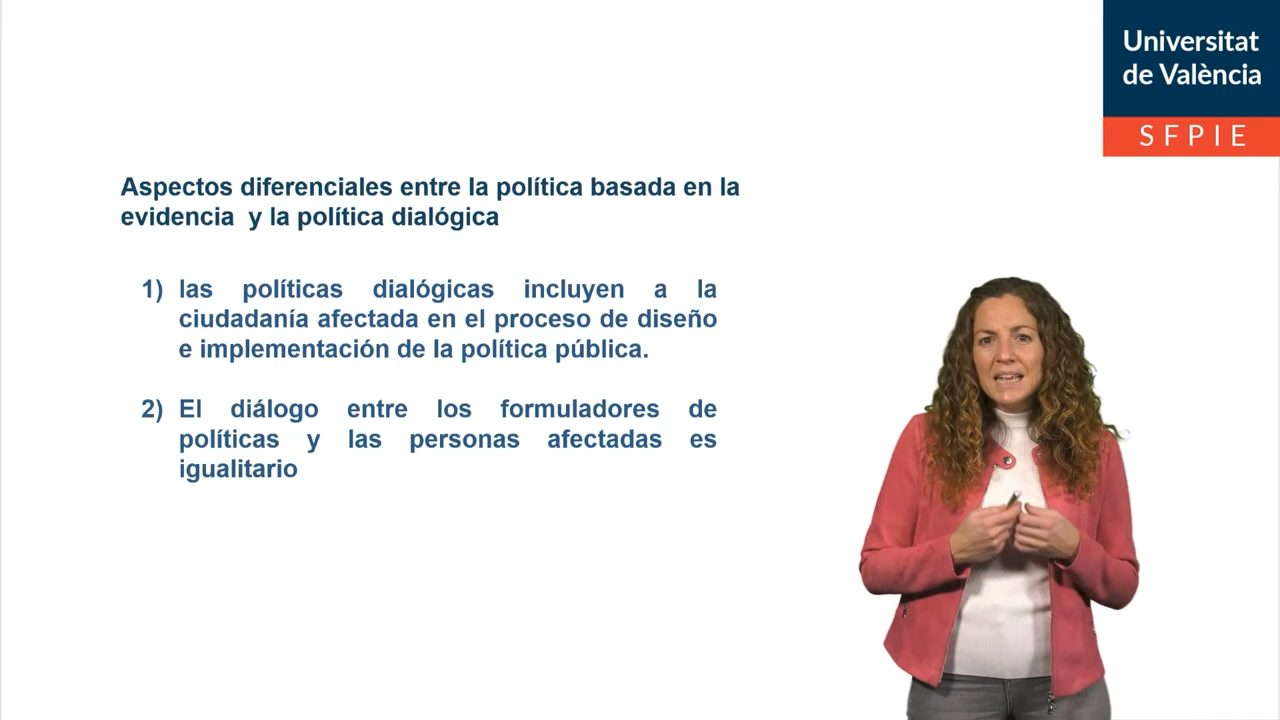 Universitat
de València
SFPIE
Aspectos diferenciales entre la política basada en la
evidencia y la política dialógica
1) las políticas dialógicas incluyen a la
ciudadanía afectada en el proceso de diseño
e implementación de la política pública.
2) El diálogo entre los formuladores de
políticas y las personas afectadas es
igualitario